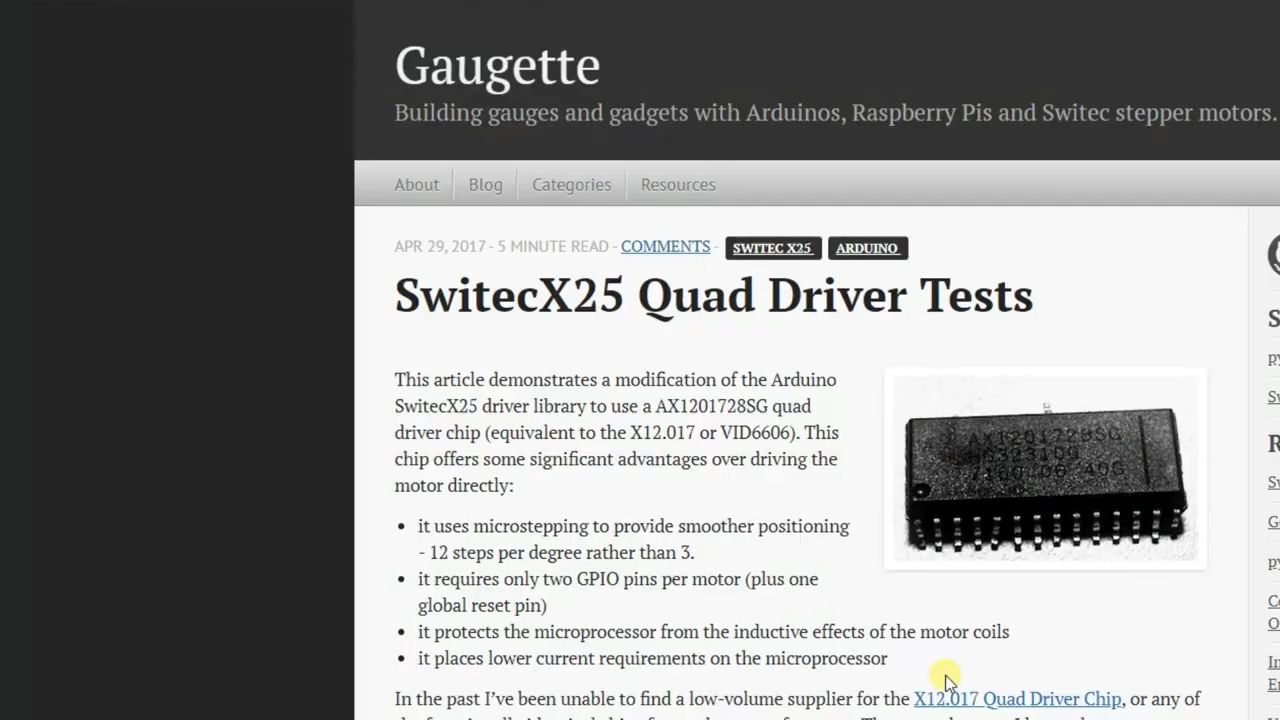 Gaugette
Building gauges and gadgets with Arduinos, Raspberry Pis and Switec stepper motors.
About Blog Categories Resources
APR 29, 2017 - 5 MINUTE READ - COMMENTS - SWITEC X25 ARDUINO
SwitecX25 Quad Driver Tests
This article demonstrates a modification of the Arduino
SwitecX25 driver library to use a AX1201728SG quad
driver chip (equivalent to the X12.017 or VID6606). This
chip offers some significant advantages over driving the
motor directly:
• it uses microstepping to provide smoother positioning
- 12 steps per degree rather than 3.
• it requires only two GPIO pins per motor (plus one
global reset pin)
• it protects the microprocessor from the inductive effects of the motor coils
• it places lower current requirements on the microprocessor
In the past I've been unable to find a low-volume supplier for the X12.017 Quad Driver Chip, or any of
AX1201728SG